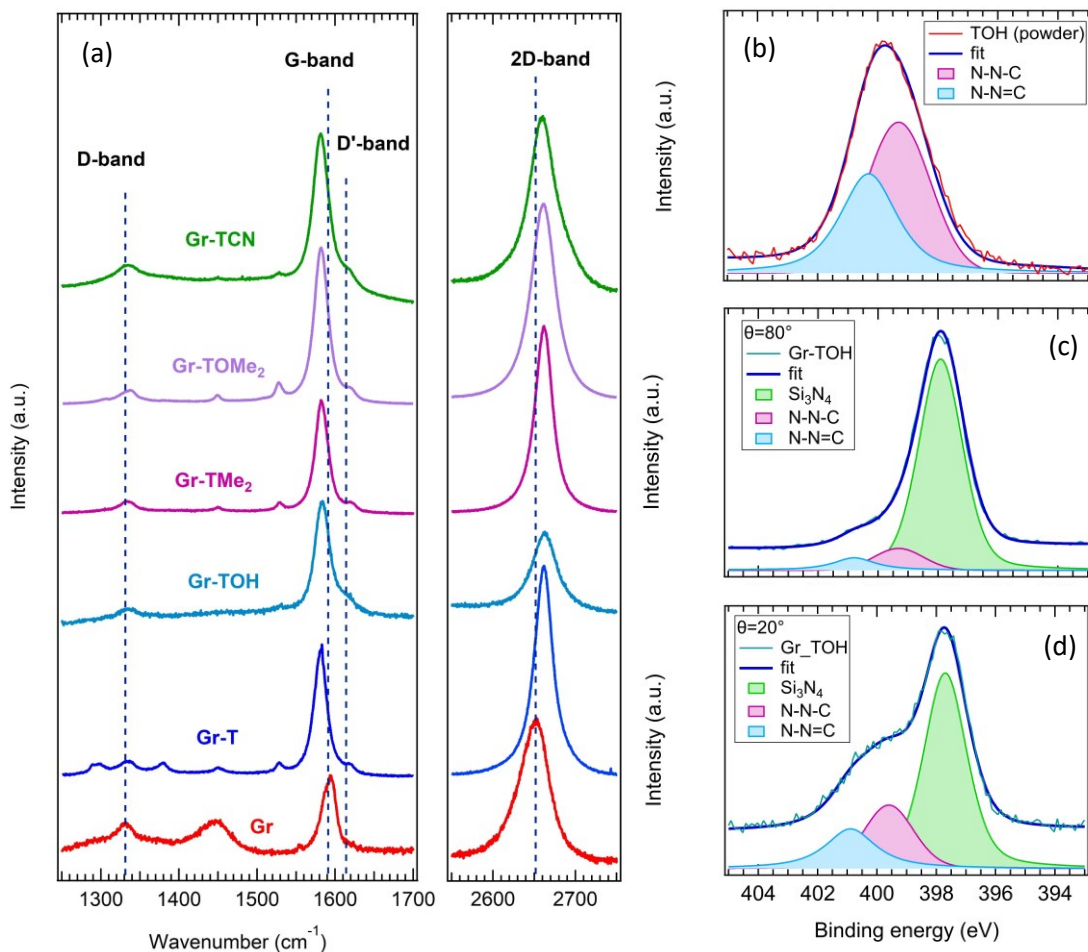 (a)
G-band
2D-band
D'-band
D-band
Gr-TCN
Gr-TOMe₂
Gr-TMe₂
Gr-TOH
Gr-T
Gr
Intensity (a.u.)
Intensity (a.u.)
1300 1400 1500 1600 1700
2600 2700
Wavenumber (cm⁻¹)
(b)
TOH (powder)
fit
N-N-C
N-N=C
Intensity (a.u.)
θ=80°
Gr-TOH
fit
Si₃N₄
N-N-C
N-N=C
(c)
Intensity (a.u.)
θ=20°
Gr_TOH
fit
Si₃N₄
N-N-C
N-N=C
(d)
Intensity (a.u.)
404 402 400 398 396 394
Binding energy (eV)